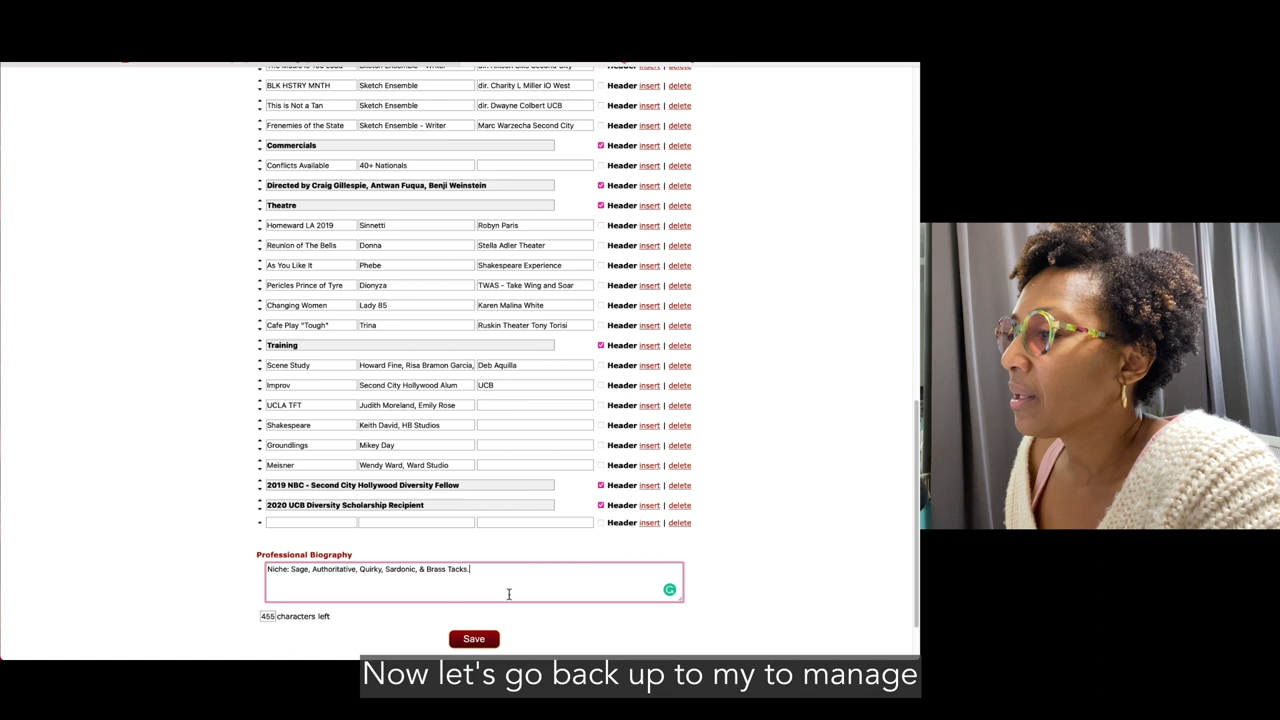 BLK HSTRY MNTH Sketch Ensemble dir. Charity L Miller IO West Header insert | delete
This is Not a Tan Sketch Ensemble dir. Dwayne Colbert UCB Header insert | delete
Frenemies of the State Sketch Ensemble - Writer Marc Warzecha Second City Header insert | delete
Commercials Header insert | delete
Conflicts Available 40+ Nationals Header insert | delete
Directed by Craig Gillespie, Antwan Fuqua, Benji Weinstein Header insert | delete
Theatre Header insert | delete
Homeward LA 2019 Sinnetti Robyn Paris Header insert | delete
Reunion of The Bells Donna Stella Adler Theater Header insert | delete
As You Like It Phebe Shakespeare Experience Header insert | delete
Pericles Prince of Tyre Dionyza TWAS - Take Wing and Soar Header insert | delete
Changing Women Lady 85 Karen Malina White Header insert | delete
Cafe Play "Tough" Trina Ruskin Theater Tony Torisi Header insert | delete
Training Header insert | delete
Scene Study Howard Fine, Risa Bramon Garcia, Deb Aquilla Header insert | delete
Improv Second City Hollywood Alum UCB Header insert | delete
UCLA TFT Judith Moreland, Emily Rose Header insert | delete
Shakespeare Keith David, HB Studios Header insert | delete
Groundlings Mikey Day Header insert | delete
Meisner Wendy Ward, Ward Studio Header insert | delete
2019 NBC - Second City Hollywood Diversity Fellow Header insert | delete
2020 UCB Diversity Scholarship Recipient Header insert | delete
Header insert | delete
Professional Biography
Niche: Sage, Authoritative, Quirky, Sardonic, & Brass Tacks.
455 characters left
Save
Now let's go back up to my to manage